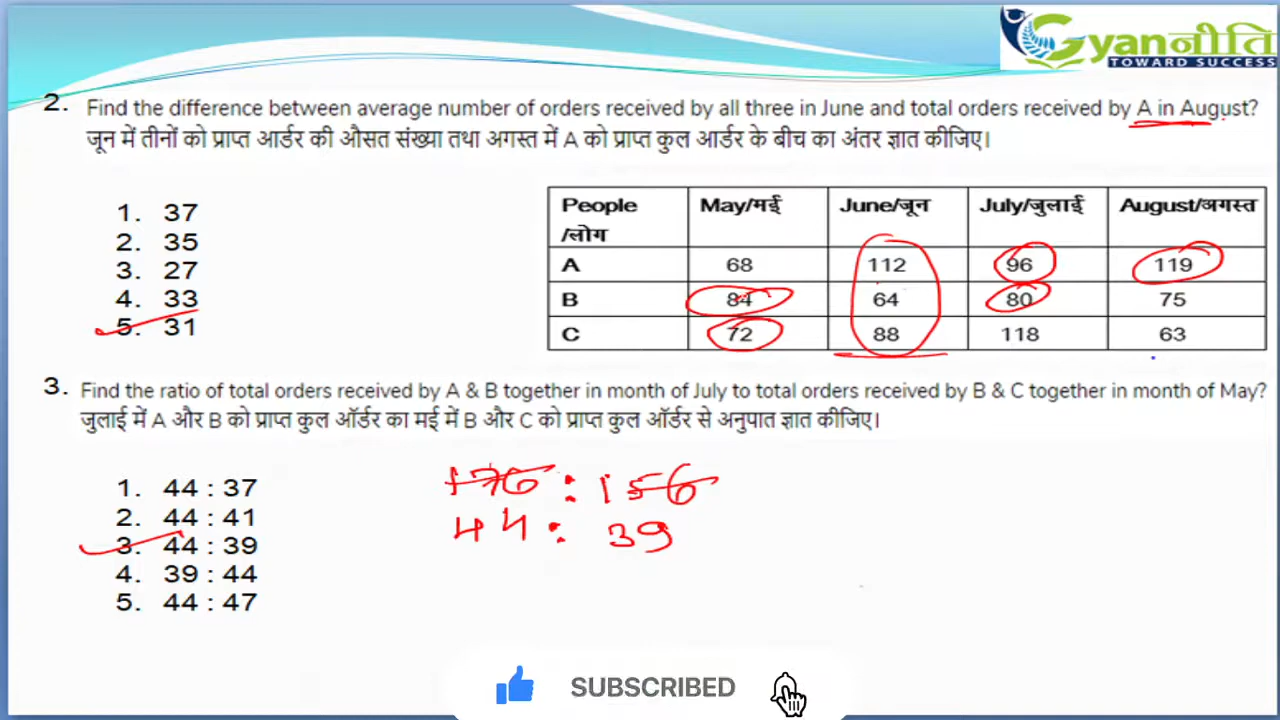 Gyanनीति
TOWARD SUCCESS
2. Find the difference between average number of orders received by all three in June and total orders received by A in August?
जून में तीनों को प्राप्त आर्डर की औसत संख्या तथा अगस्त में A को प्राप्त कुल आर्डर के बीच का अंतर ज्ञात कीजिए।
1. 37
2. 35
3. 27
4. 33
5. 31
People /लोग May/मई June/जून July/जुलाई August/अगस्त
A 68 112 96 119
B 84 64 80 75
C 72 88 118 63
3. Find the ratio of total orders received by A & B together in month of July to total orders received by B & C together in month of May?
जुलाई में A और B को प्राप्त कुल ऑर्डर का मई में B और C को प्राप्त कुल ऑर्डर से अनुपात ज्ञात कीजिए।
1. 44 : 37
2. 44 : 41
3. 44 : 39
4. 39 : 44
5. 44 : 47
176 : 156
44 : 39
SUBSCRIBED